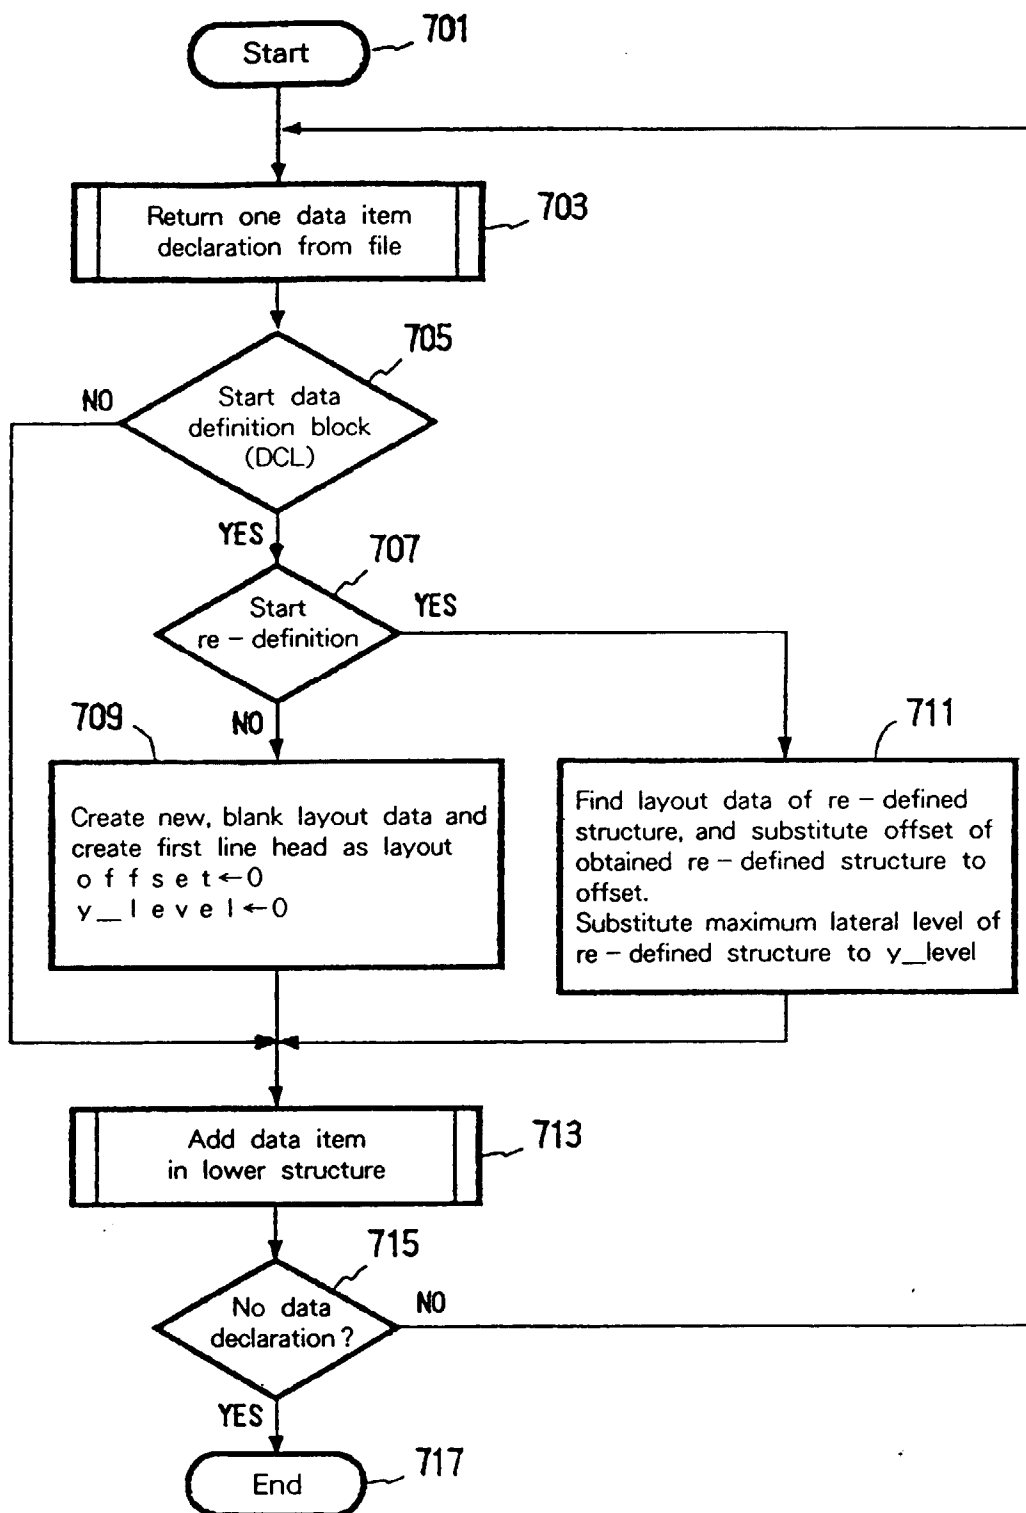 701
Start
Return one data item
declaration from file
703
705
Start data
definition block
(DCL)
NO
YES
707
Start
re - definition
YES
NO
709
Create new, blank layout data and
create first line head as layout
offset←0
y__level←0
711
Find layout data of re - defined
structure, and substitute offset of
obtained re - defined structure to
offset.
Substitute maximum lateral level of
re - defined structure to y__level
Add data item
in lower structure
713
715
No data
declaration?
NO
YES
End
717